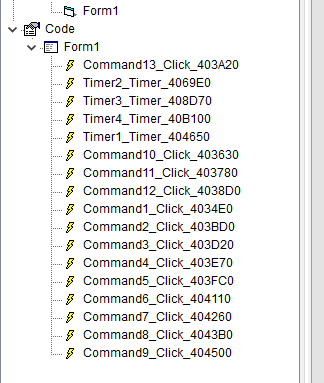 Form1
Code
Form1
Command13_Click_403A20
Timer2_Timer_4069E0
Timer3_Timer_408D70
Timer4_Timer_40B100
Timer1_Timer_404650
Command10_Click_403630
Command11_Click_403780
Command12_Click_4038D0
Command1_Click_4034E0
Command2_Click_403BD0
Command3_Click_403D20
Command4_Click_403E70
Command5_Click_403FC0
Command6_Click_404110
Command7_Click_404260
Command8_Click_4043B0
Command9_Click_404500